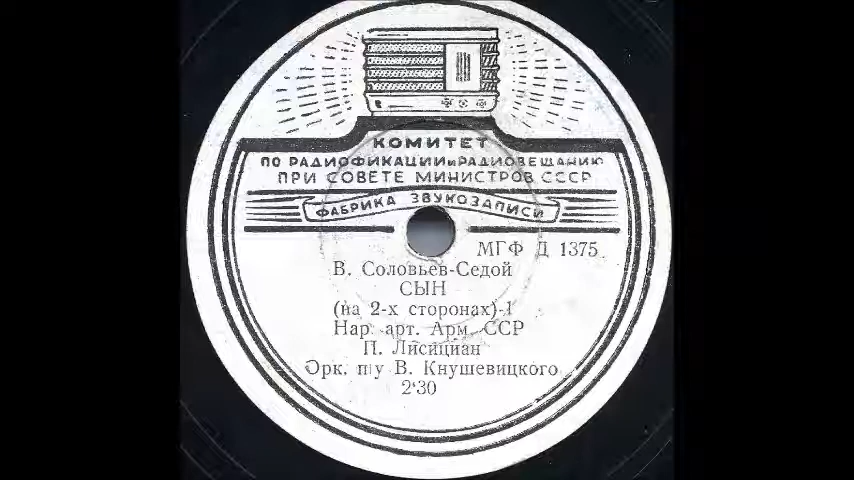 КОМИТЕТ
ПО РАДИОФИКАЦИИ и РАДИОВЕЩАНИЮ
ПРИ СОВЕТЕ МИНИСТРОВ СССР
ФАБРИКА ЗВУКОЗАПИСИ
МГФ Д 1375
В. Соловьев-Седой
СЫН
(на 2-х сторонах)-1
Нар. арт. Арм. ССР
П. Лисициан
Орк. п/у В. Кнушевицкого
2'30